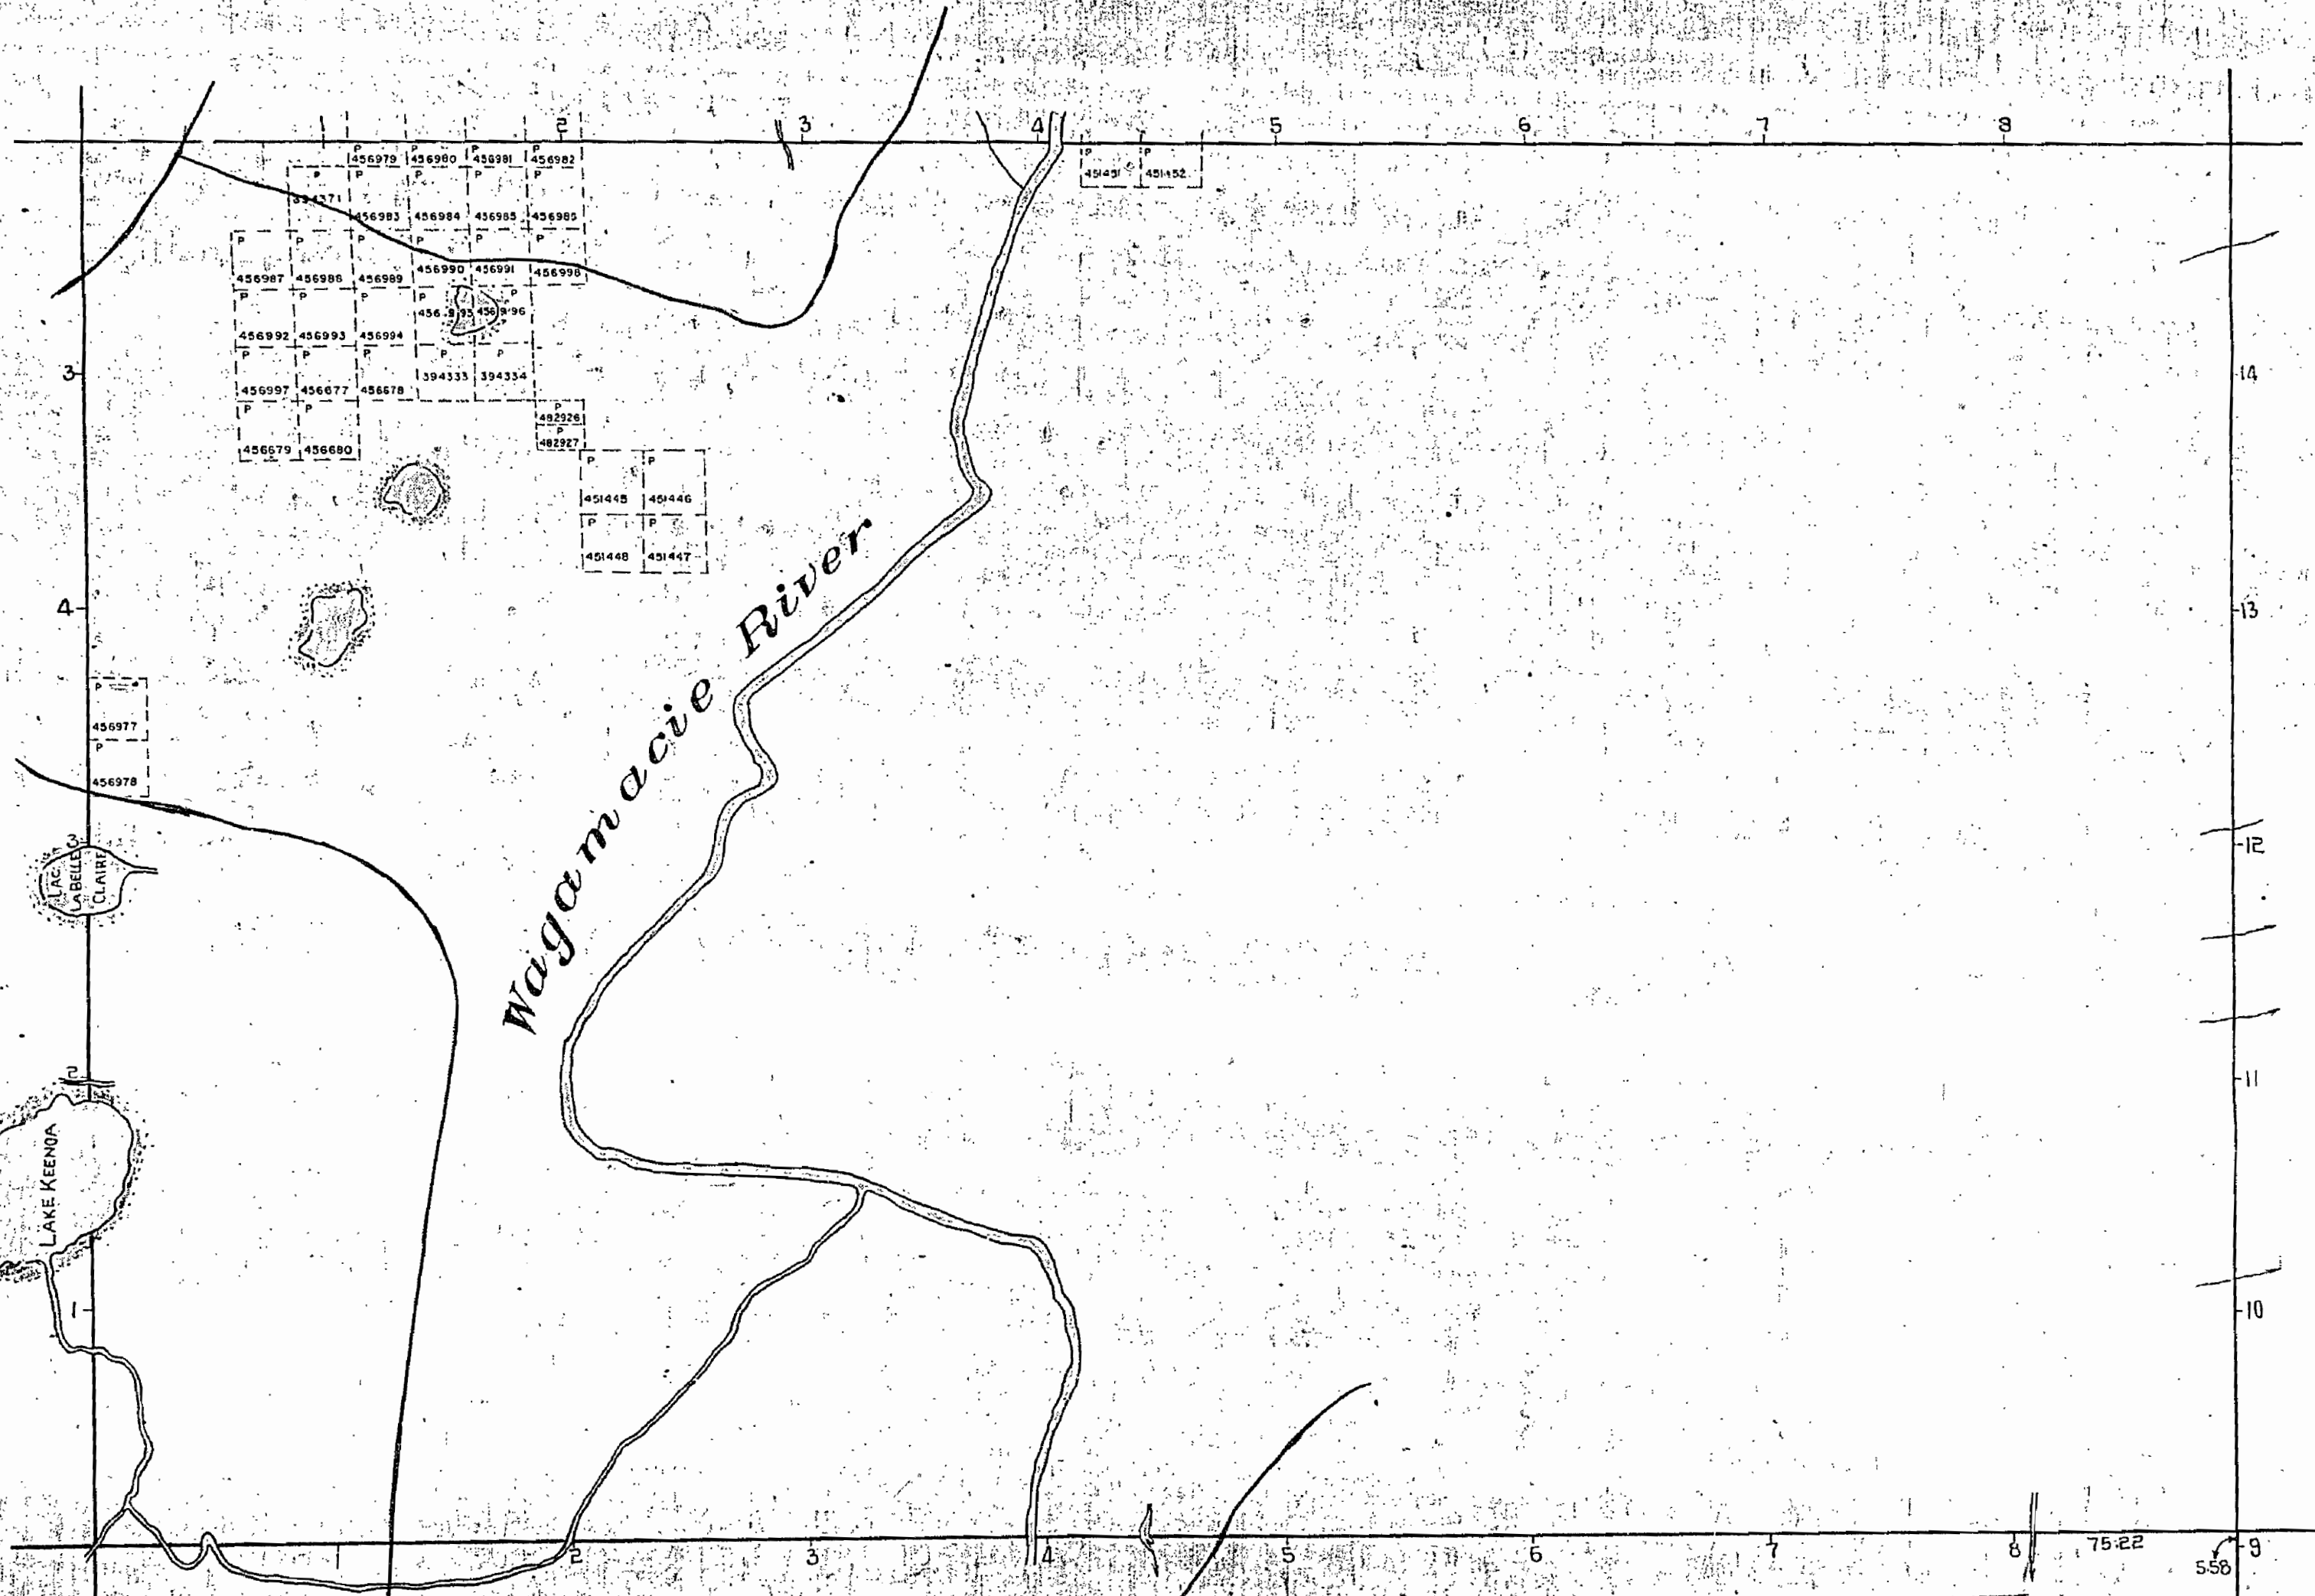 2 3 4 5 6 7 8
P P P P P P
456979 456980 456981 456982 451451 451452
P P P P P
456983 456984 456985 456985
P P P P P P
456987 456988 456989 456990 456991 456998
P P P P P
456992 456993 456994
3 14
P P P P P
456997 456677 456678 394333 394334
P
482926
P
482927
P P
456679 456680
P P
451445 451446
P P
451448 451447
4 13
Wagamacie River
P
456977
P
456978
3 12
LAC
LABELLE
CLAIRE
2 11
LAKE KEENOA
1 10
1 2 3 4 5 6 7 8 75.22 9
5.58